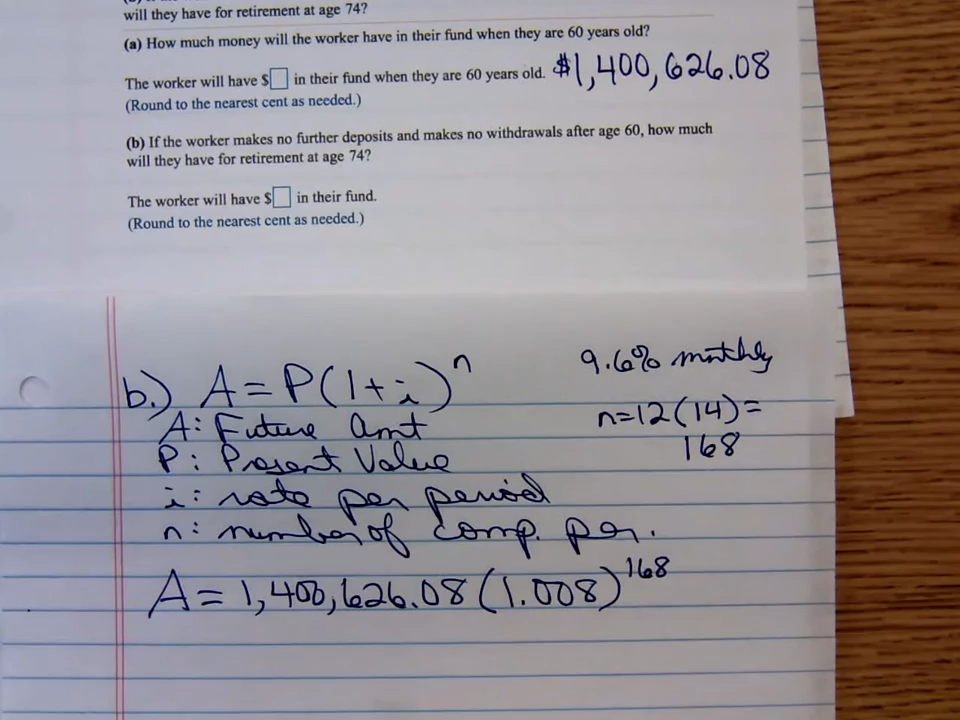 will they have for retirement at age 74?
(a) How much money will the worker have in their fund when they are 60 years old?
The worker will have $☐ in their fund when they are 60 years old. $1,400,626.08
(Round to the nearest cent as needed.)
(b) If the worker makes no further deposits and makes no withdrawals after age 60, how much
will they have for retirement at age 74?
The worker will have $☐ in their fund.
(Round to the nearest cent as needed.)
9.6% monthly
b.) A=P(1+i)^n
n=12(14)=
168
A: Future Amt
P: Present Value
i: rate per period
n: number of comp. per.
A=1,400,626.08(1.008)^168